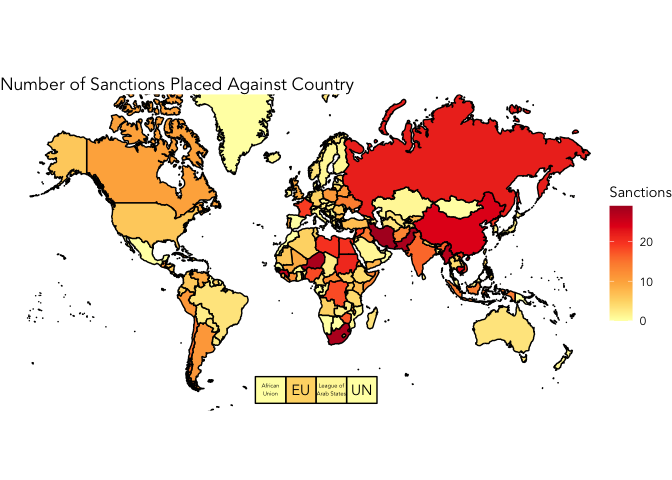 Number of Sanctions Placed Against Country
Sanctions
20
10
0
African
Union
EU
League of
Arab States
UN